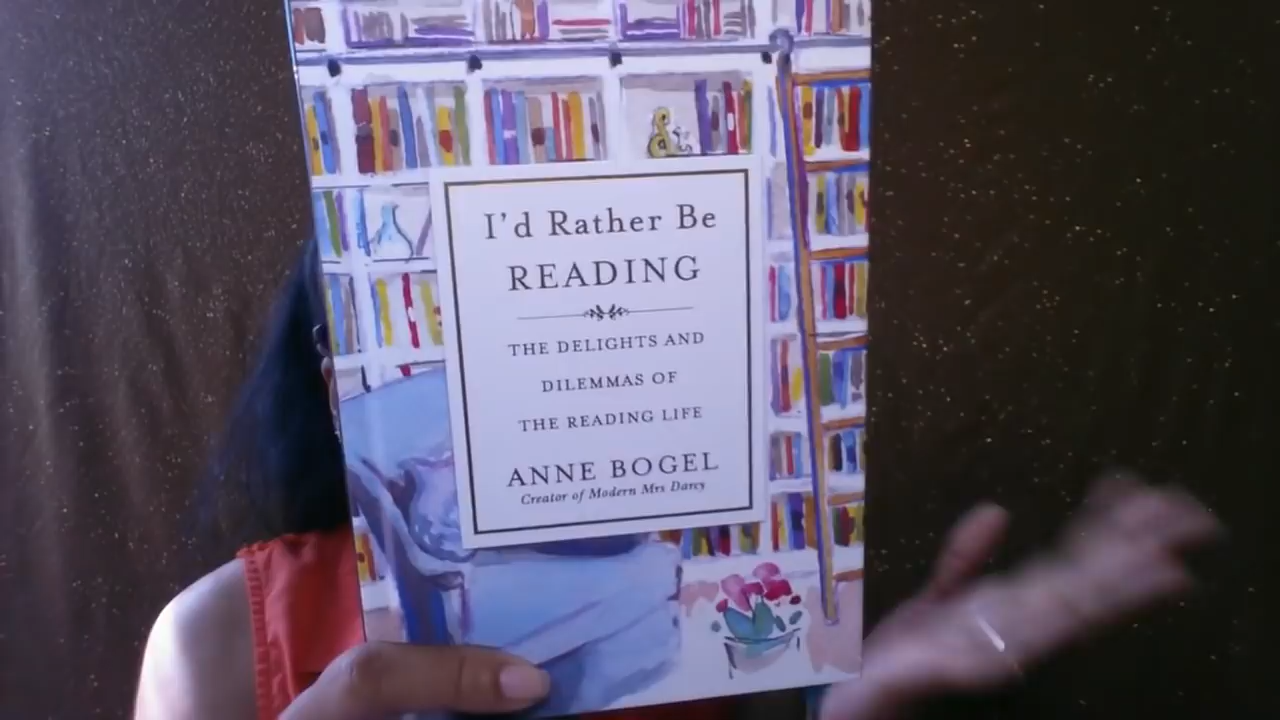 I'd Rather Be
READING
THE DELIGHTS AND
DILEMMAS OF
THE READING LIFE
ANNE BOGEL
Creator of Modern Mrs Darcy